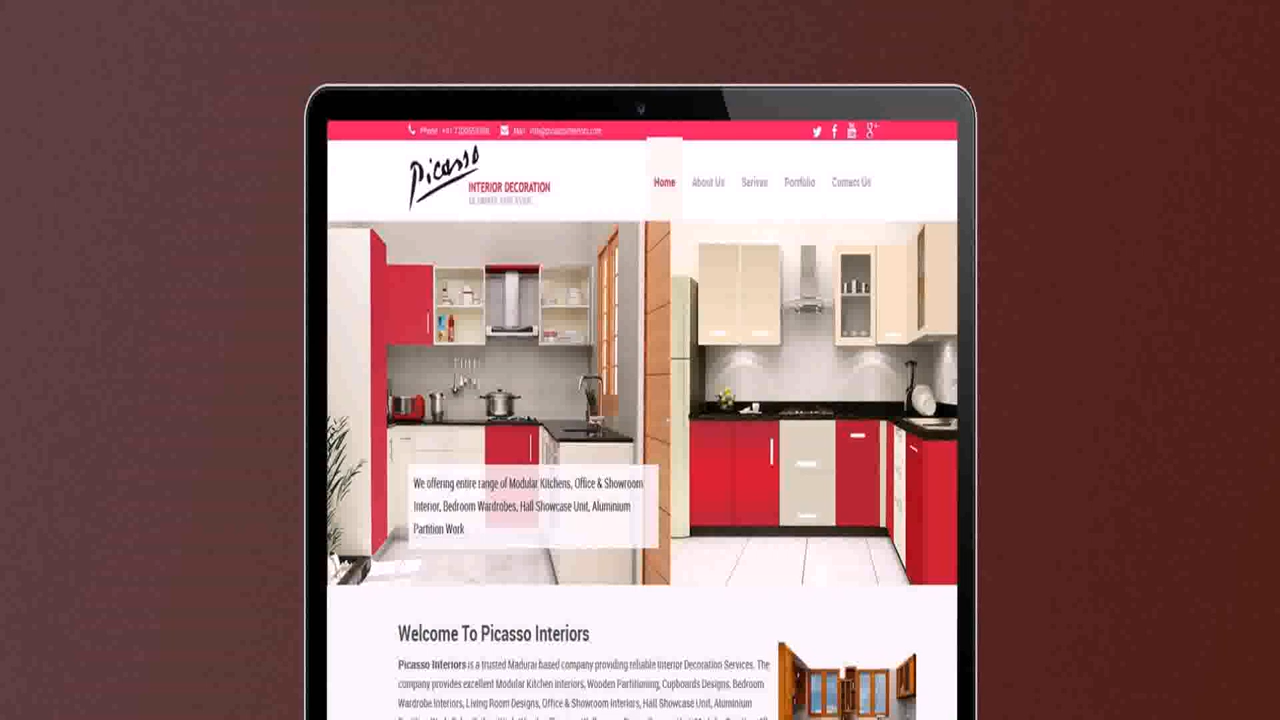 Phone
Mail
Picasso
INTERIOR DECORATION
Home About Us Serives Portfolio Contact Us
We offering entire range of Modular Kitchens, Office & Showroom
Interior, Bedroom Wardrobes, Hall Showcase Unit, Aluminium
Partition Work
Welcome To Picasso Interiors
Picasso Interiors is a trusted Madurai based company providing reliable Interior Decoration Services. The
company provides excellent Modular Kitchen Interiors, Wooden Partitioning, Cupboards Designs, Bedroom
Wardrobe Interiors, Living Room Designs, Office & Showroom Interiors, Hall Showcase Unit, Aluminium